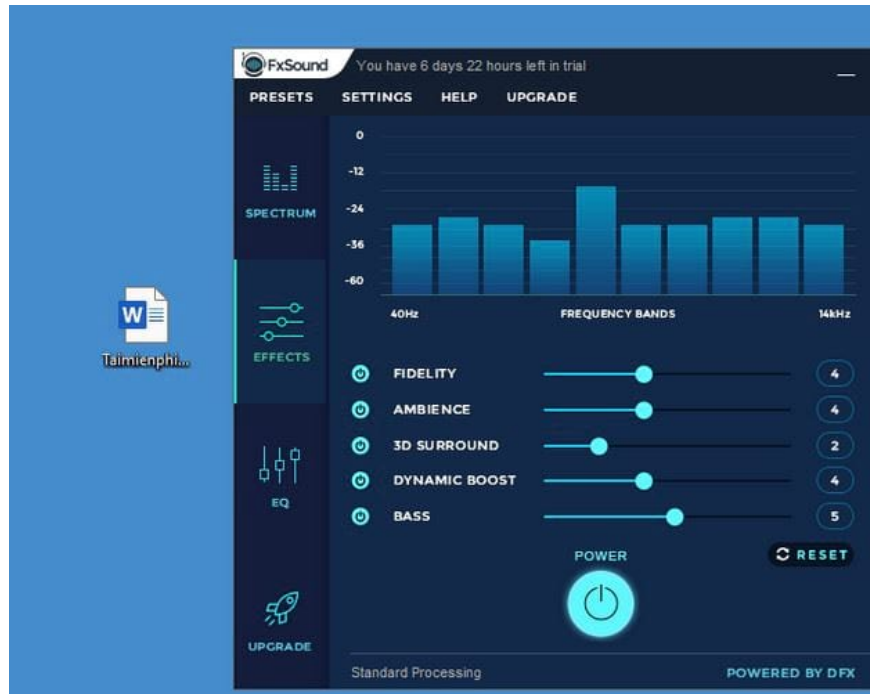 FxSound
You have 6 days 22 hours left in trial
PRESETS SETTINGS HELP UPGRADE
0
-12
-24
-36
-60
40Hz FREQUENCY BANDS 14kHz
SPECTRUM
EFFECTS
EQ
UPGRADE
FIDELITY 4
AMBIENCE 4
3D SURROUND 2
DYNAMIC BOOST 4
BASS 5
POWER
RESET
Standard Processing
POWERED BY DFX
W
Taimienphi...